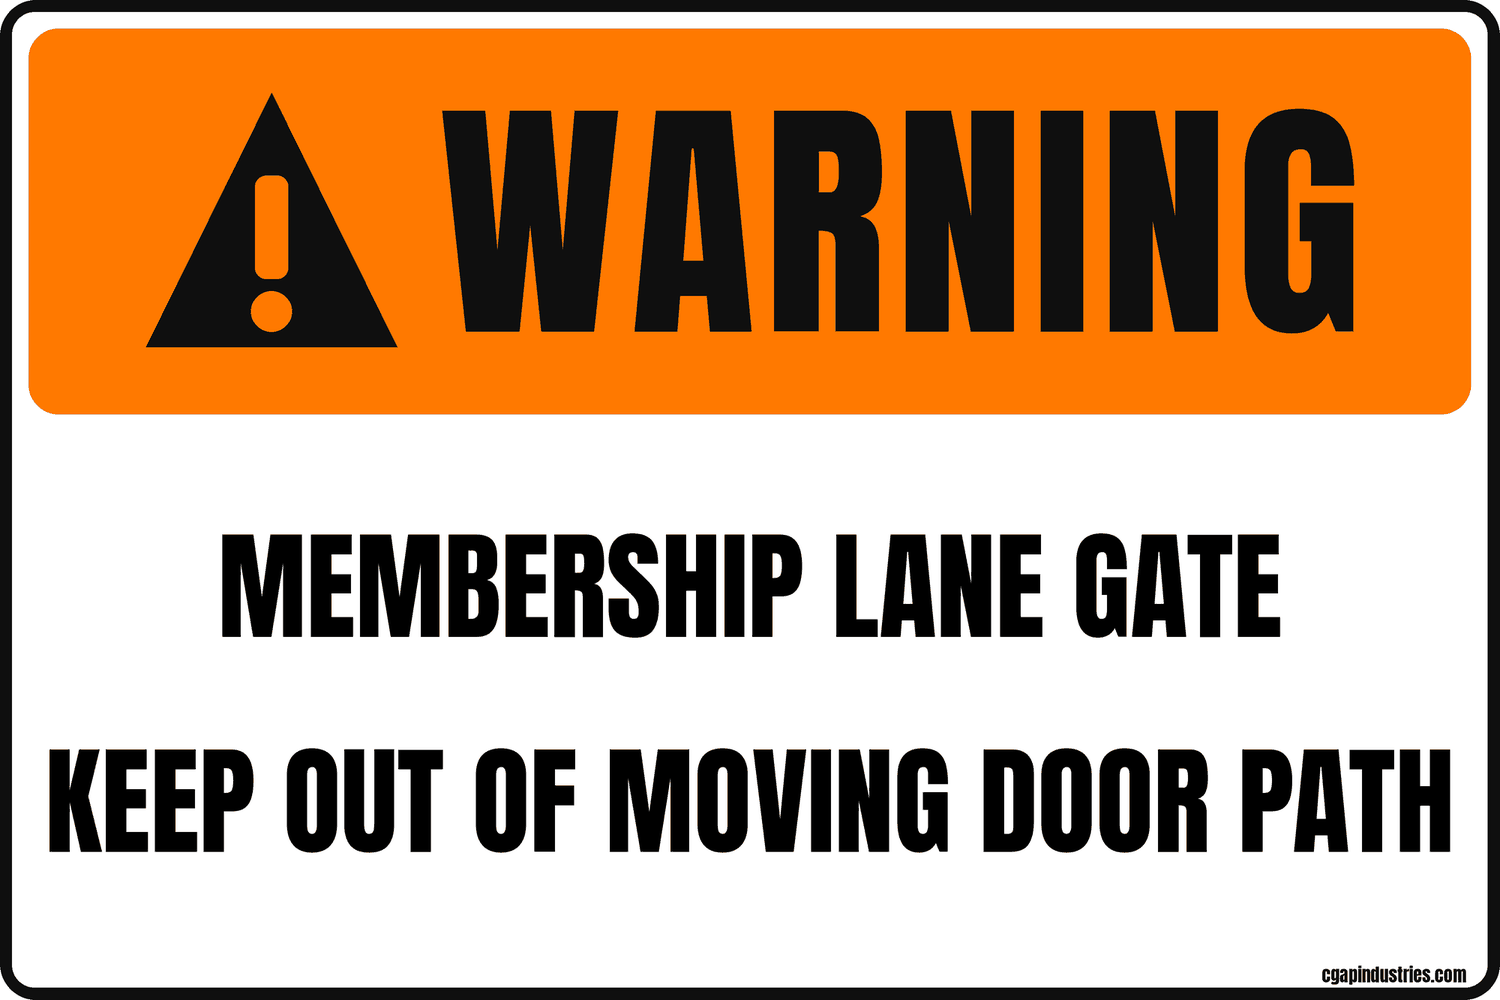 WARNING
MEMBERSHIP LANE GATE
KEEP OUT OF MOVING DOOR PATH
cgapindustries.com